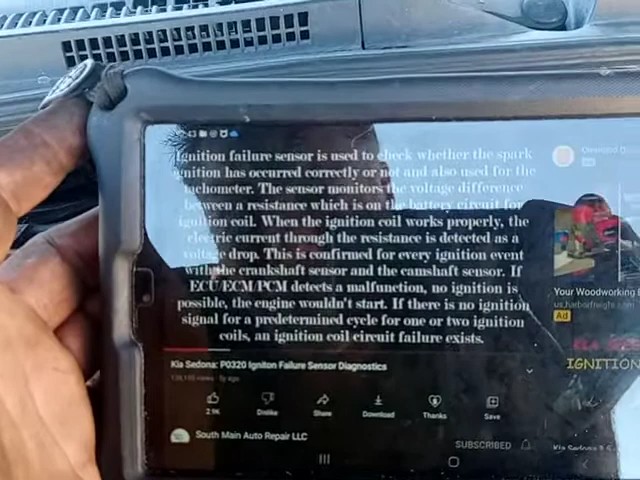 Ignition failure sensor is used to check whether the spark
ignition has occurred correctly or not and also used for the
tachometer. The sensor monitors the voltage difference
between a resistance which is on the battery circuit for
ignition coil. When the ignition coil works properly, the
electric current through the resistance is detected as a
voltage drop. This is confirmed for every ignition event
with the crankshaft sensor and the camshaft sensor. If
ECU/ECM/PCM detects a malfunction, no ignition is
possible, the engine wouldn't start. If there is no ignition
signal for a predetermined cycle for one or two ignition
coils, an ignition coil circuit failure exists.
Your Woodworking
Ad
Kia Sedona: P0320 Igniton Failure Sensor Diagnostics
IGNITION
2.9K Dislike Share Download Thanks Save
South Main Auto Repair LLC
SUBSCRIBED